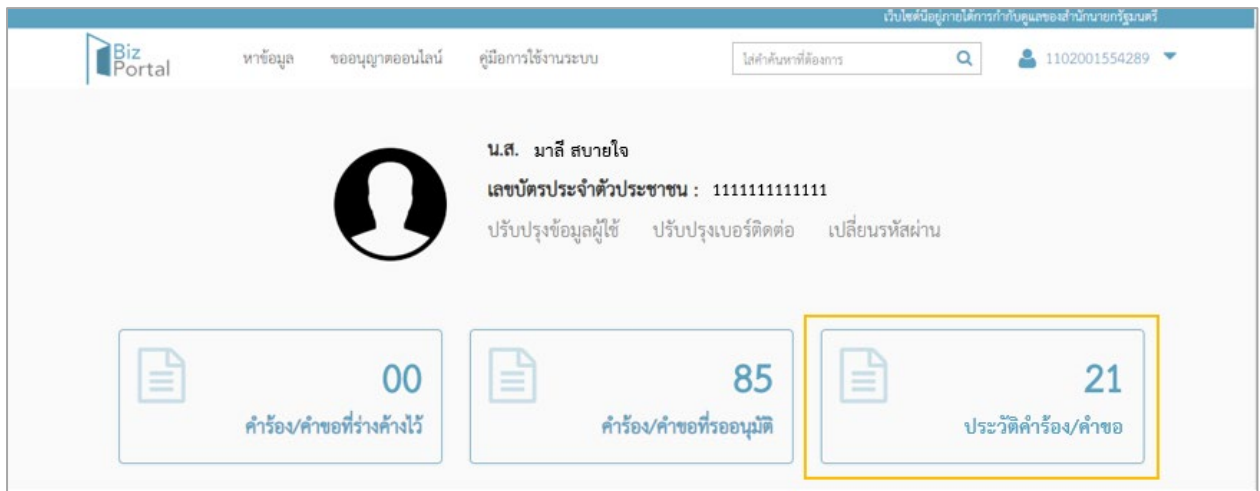 เว็บไซต์นี้อยู่ภายใต้การกำกับดูแลของสำนักนายกรัฐมนตรี
Biz Portal
หาข้อมูล ขออนุญาตออนไลน์ คู่มือการใช้งานระบบ ใส่คำค้นหาที่ต้องการ 1102001554289
น.ส. มาลี สบายใจ
เลขบัตรประจำตัวประชาชน : 1111111111111
ปรับปรุงข้อมูลผู้ใช้ ปรับปรุงเบอร์ติดต่อ เปลี่ยนรหัสผ่าน
00
คำร้อง/คำขอที่ร่างค้างไว้
85
คำร้อง/คำขอที่รออนุมัติ
21
ประวัติคำร้อง/คำขอ